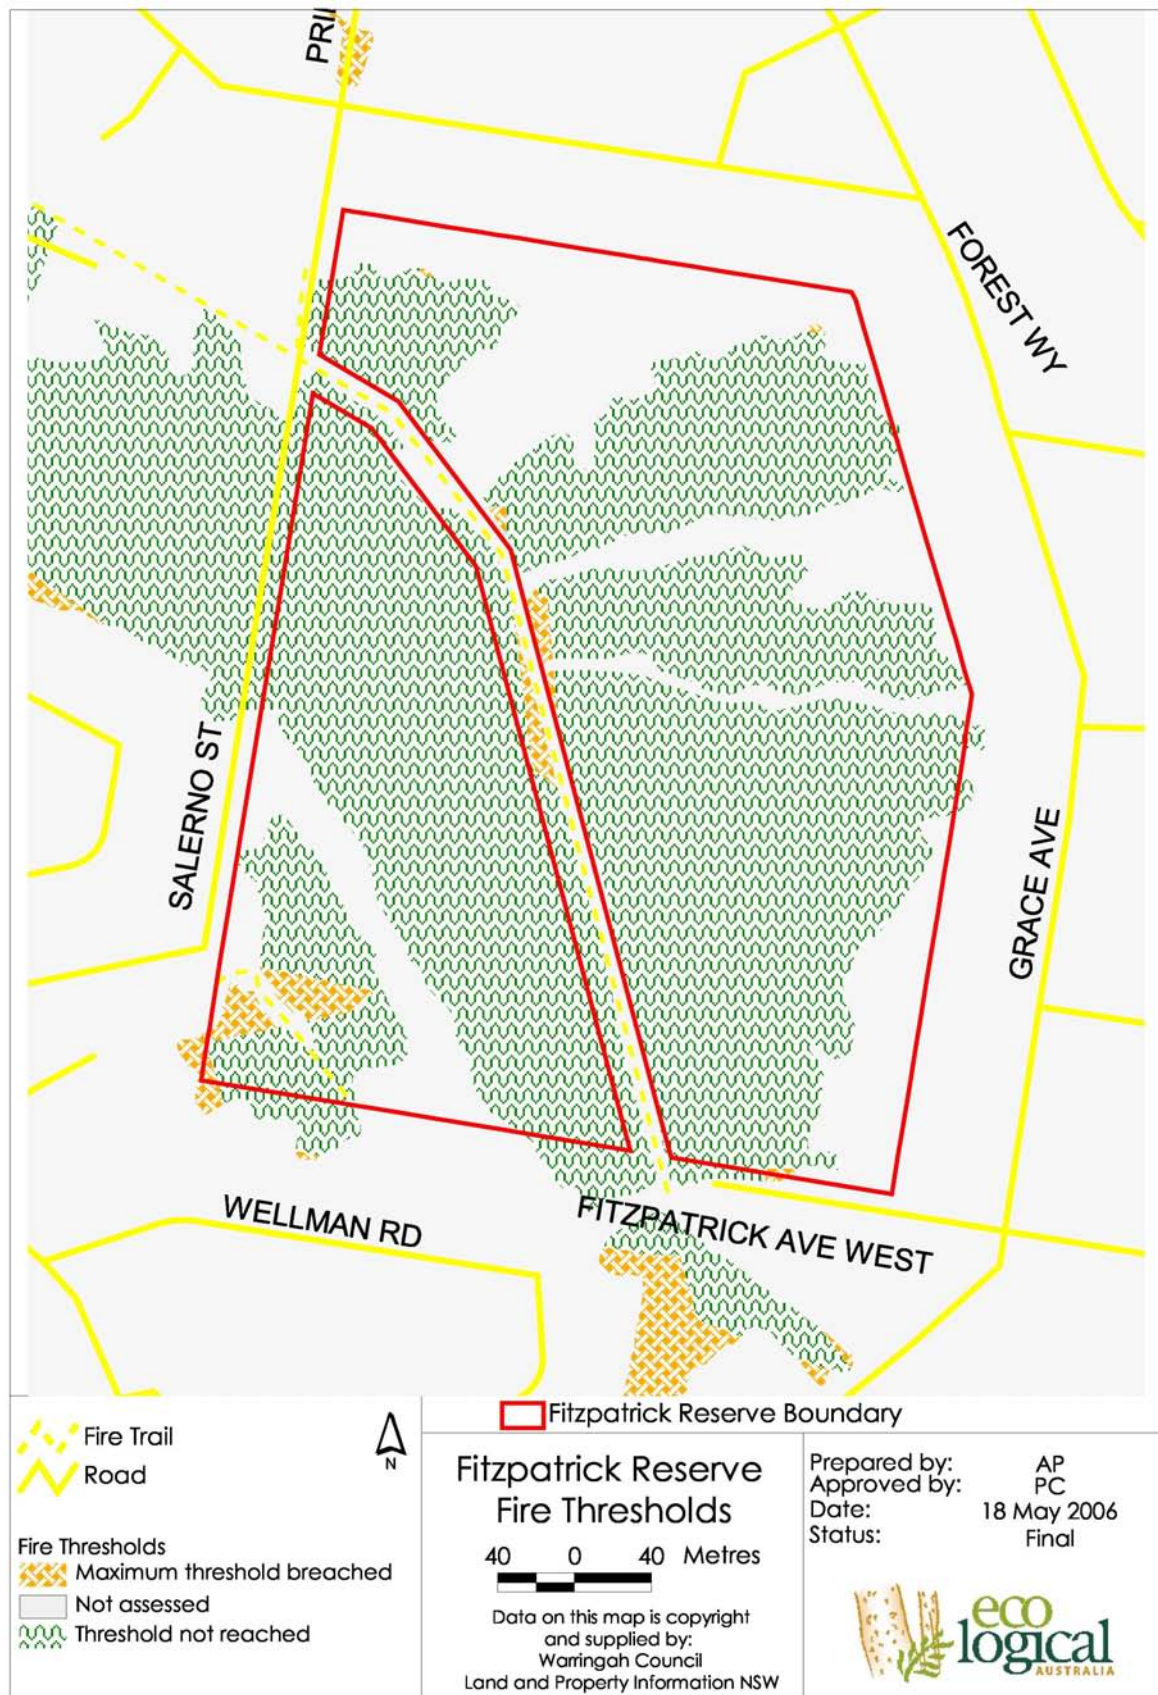 PRI
FOREST WY
SALERNO ST
GRACE AVE
WELLMAN RD
FITZPATRICK AVE WEST
Fire Trail
Road
N
Fire Thresholds
Maximum threshold breached
Not assessed
Threshold not reached
Fitzpatrick Reserve Boundary
Fitzpatrick Reserve
Fire Thresholds
40 0 40 Metres
Data on this map is copyright
and supplied by:
Warringah Council
Land and Property Information NSW
Prepared by: AP
Approved by: PC
Date: 18 May 2006
Status: Final
eco
logical
AUSTRALIA